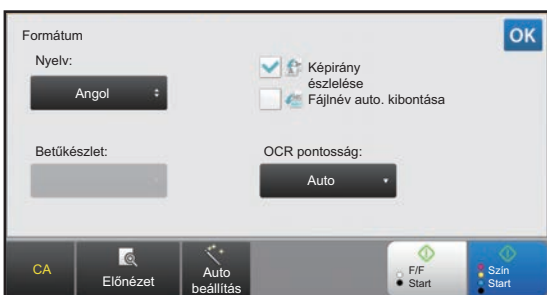 Formátum
OK
Nyelv:
Angol
Képirány
észlelése
Fájlnév auto. kibontása
Betűkészlet:
OCR pontosság:
Auto
CA
Előnézet
Auto
beállítás
F/F
Start
Szín
Start